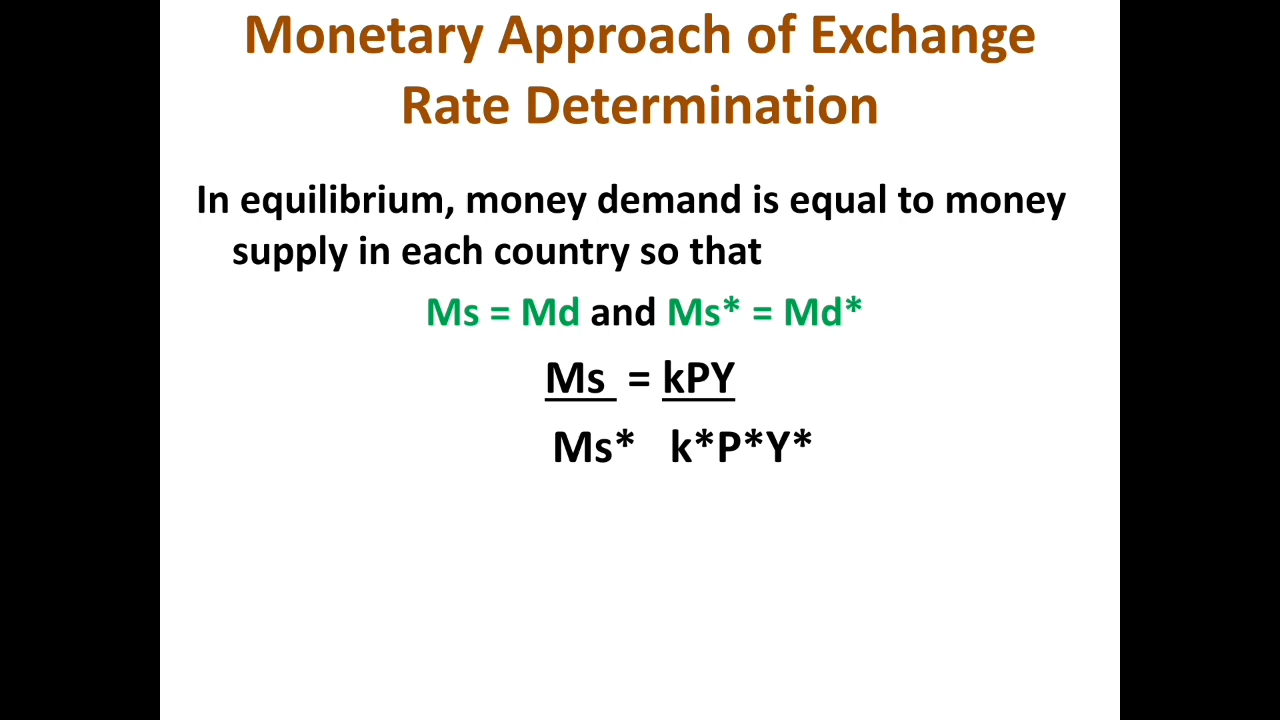 Monetary Approach of Exchange
Rate Determination
In equilibrium, money demand is equal to money
supply in each country so that
Ms = Md and Ms* = Md*
Ms = kPY
Ms* k*P*Y*